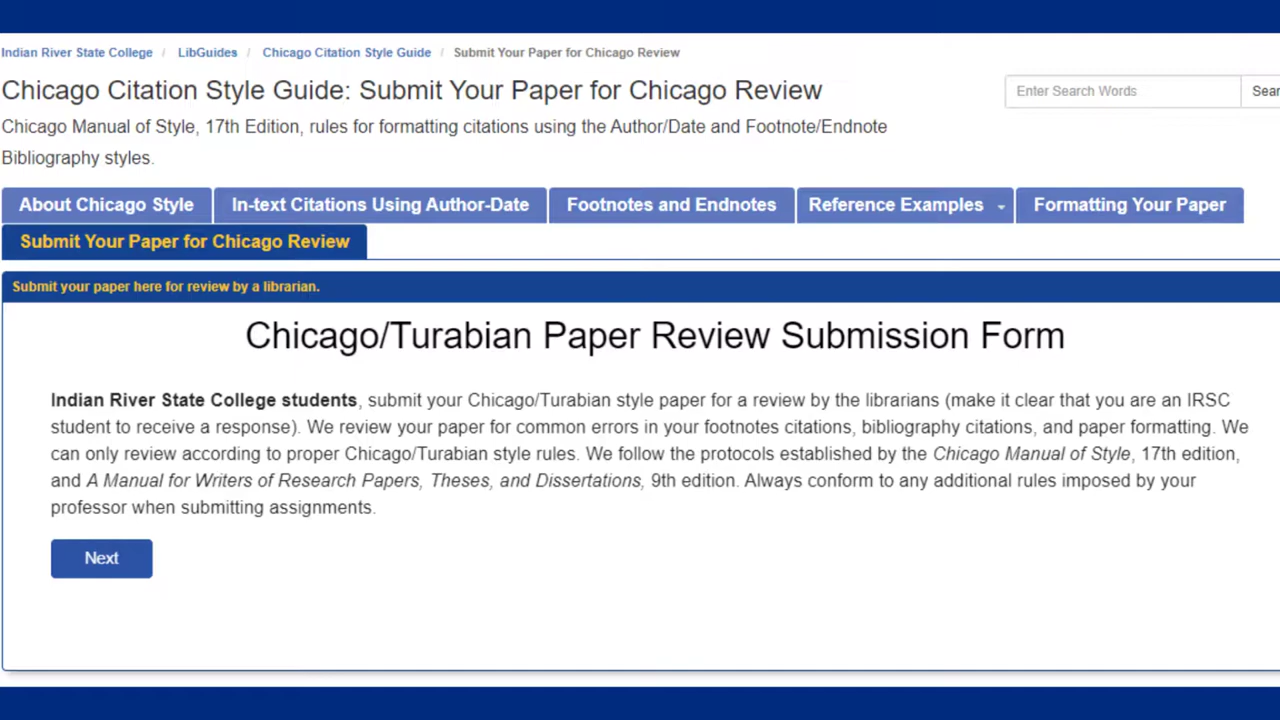 Indian River State College / LibGuides / Chicago Citation Style Guide / Submit Your Paper for Chicago Review
Chicago Citation Style Guide: Submit Your Paper for Chicago Review
Enter Search Words
Chicago Manual of Style, 17th Edition, rules for formatting citations using the Author/Date and Footnote/Endnote
Bibliography styles.
About Chicago Style In-text Citations Using Author-Date Footnotes and Endnotes Reference Examples Formatting Your Paper
Submit Your Paper for Chicago Review
Submit your paper here for review by a librarian.
Chicago/Turabian Paper Review Submission Form
Indian River State College students, submit your Chicago/Turabian style paper for a review by the librarians (make it clear that you are an IRSC
student to receive a response). We review your paper for common errors in your footnotes citations, bibliography citations, and paper formatting. We
can only review according to proper Chicago/Turabian style rules. We follow the protocols established by the Chicago Manual of Style, 17th edition,
and A Manual for Writers of Research Papers, Theses, and Dissertations, 9th edition. Always conform to any additional rules imposed by your
professor when submitting assignments.
Next